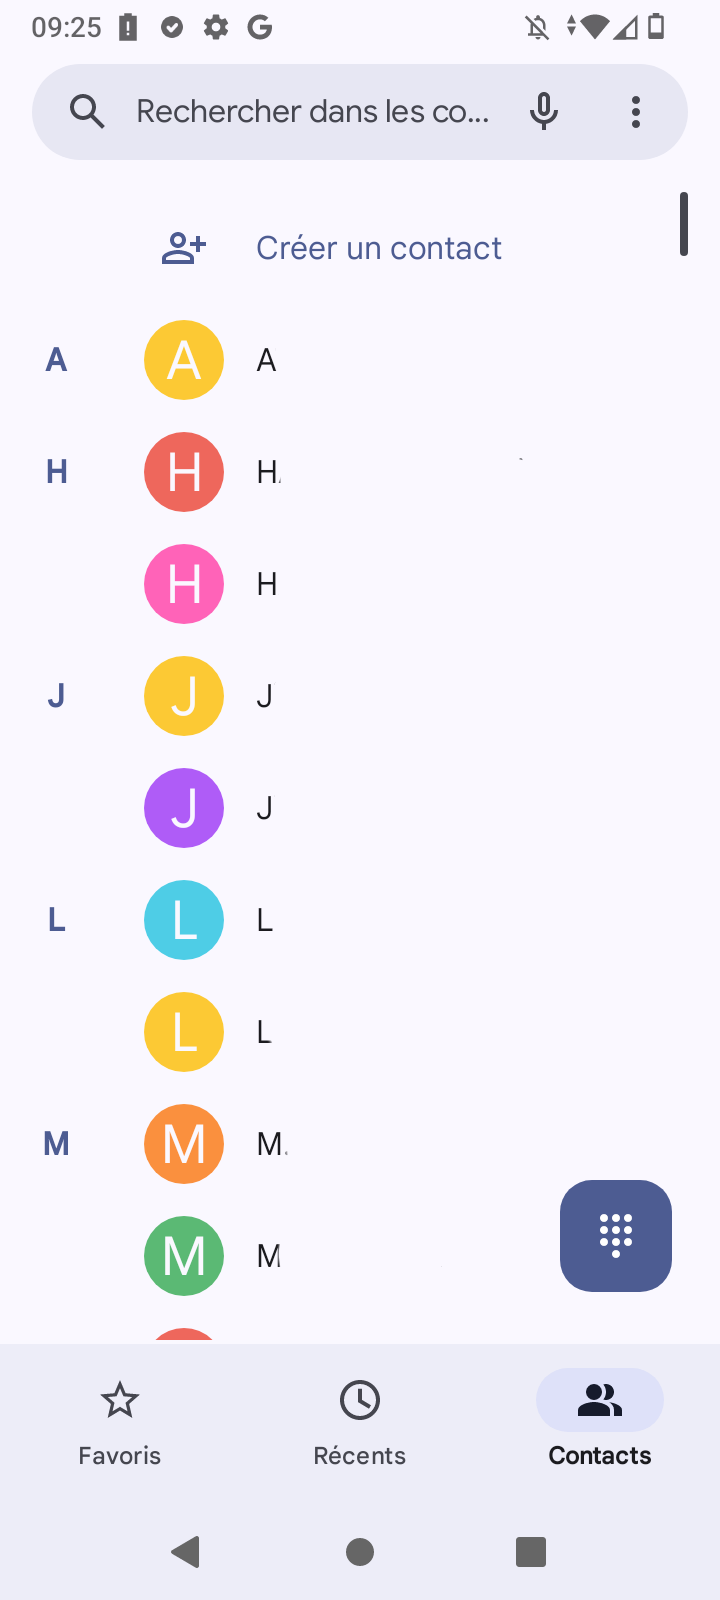 09:25
Rechercher dans les co...
Créer un contact
A A A
H H H
H H
J J J
J J
L L L
L L
M M M
M M
Favoris Récents Contacts